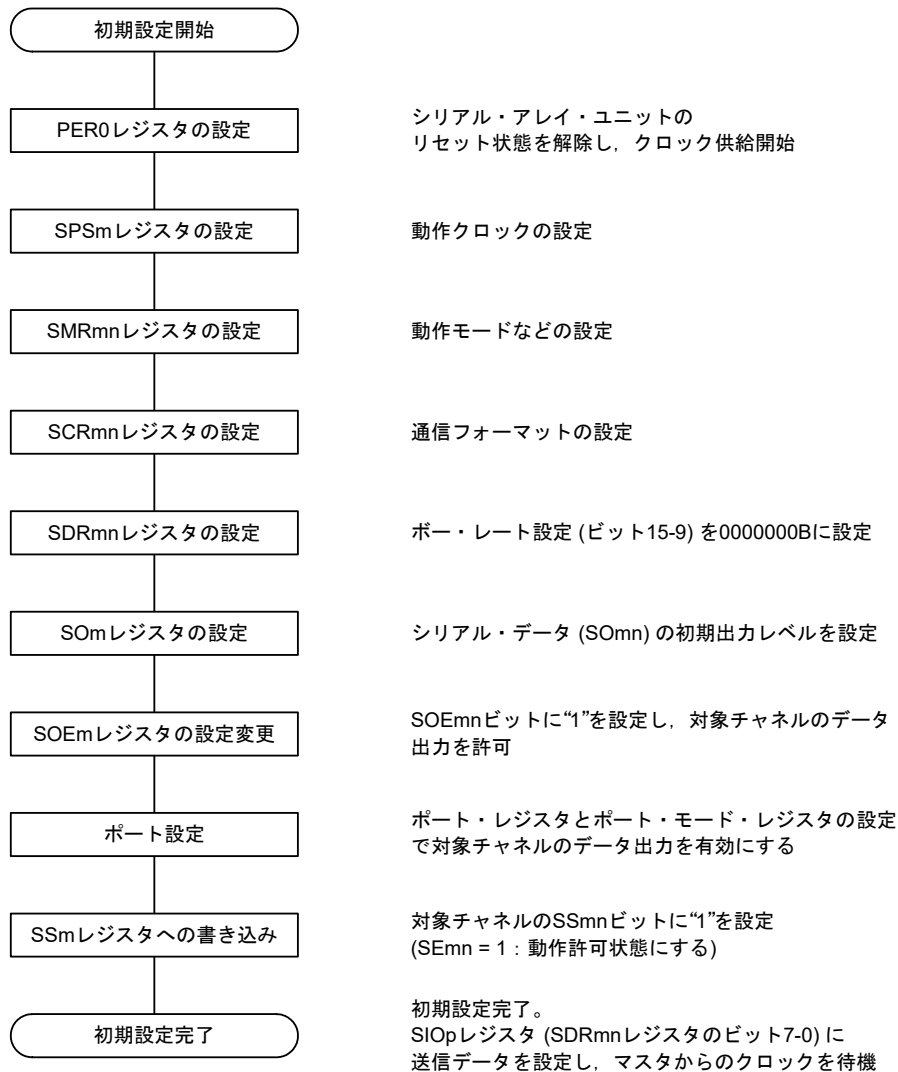 初期設定開始
PER0レジスタの設定
シリアル・アレイ・ユニットの
リセット状態を解除し，クロック供給開始
SPSmレジスタの設定
動作クロックの設定
SMRmnレジスタの設定
動作モードなどの設定
SCRmnレジスタの設定
通信フォーマットの設定
SDRmnレジスタの設定
ボー・レート設定 (ビット15-9) を0000000Bに設定
SOmレジスタの設定
シリアル・データ (SOmn) の初期出力レベルを設定
SOEmレジスタの設定変更
SOEmnビットに“1”を設定し，対象チャネルのデータ
出力を許可
ポート設定
ポート・レジスタとポート・モード・レジスタの設定
で対象チャネルのデータ出力を有効にする
SSmレジスタへの書き込み
対象チャネルのSSmnビットに“1”を設定
(SEmn = 1：動作許可状態にする)
初期設定完了
初期設定完了。
SIOpレジスタ (SDRmnレジスタのビット7-0) に
送信データを設定し，マスタからのクロックを待機